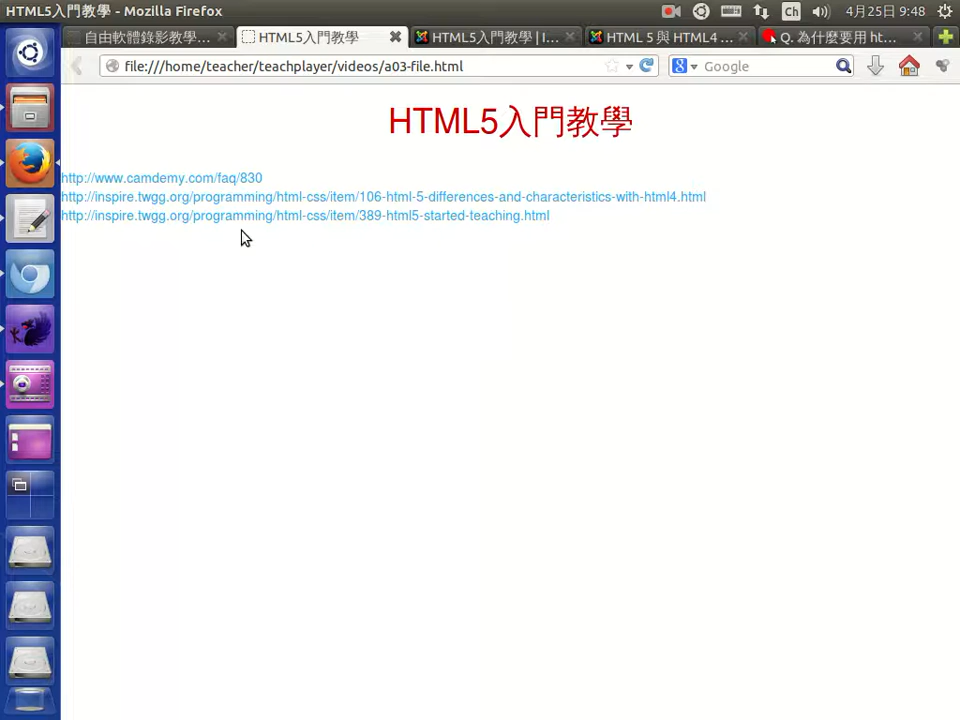 HTML5入門教學 - Mozilla Firefox
Ch
4月25日 9:48
自由軟體錄影教學...
HTML5入門教學
HTML5入門教學 | I...
HTML 5 與 HTML4 ...
Q. 為什麼要用 ht...
file:///home/teacher/teachplayer/videos/a03-file.html
Google
HTML5入門教學
http://www.camdemy.com/faq/830
http://inspire.twgg.org/programming/html-css/item/106-html-5-differences-and-characteristics-with-html4.html
http://inspire.twgg.org/programming/html-css/item/389-html5-started-teaching.html